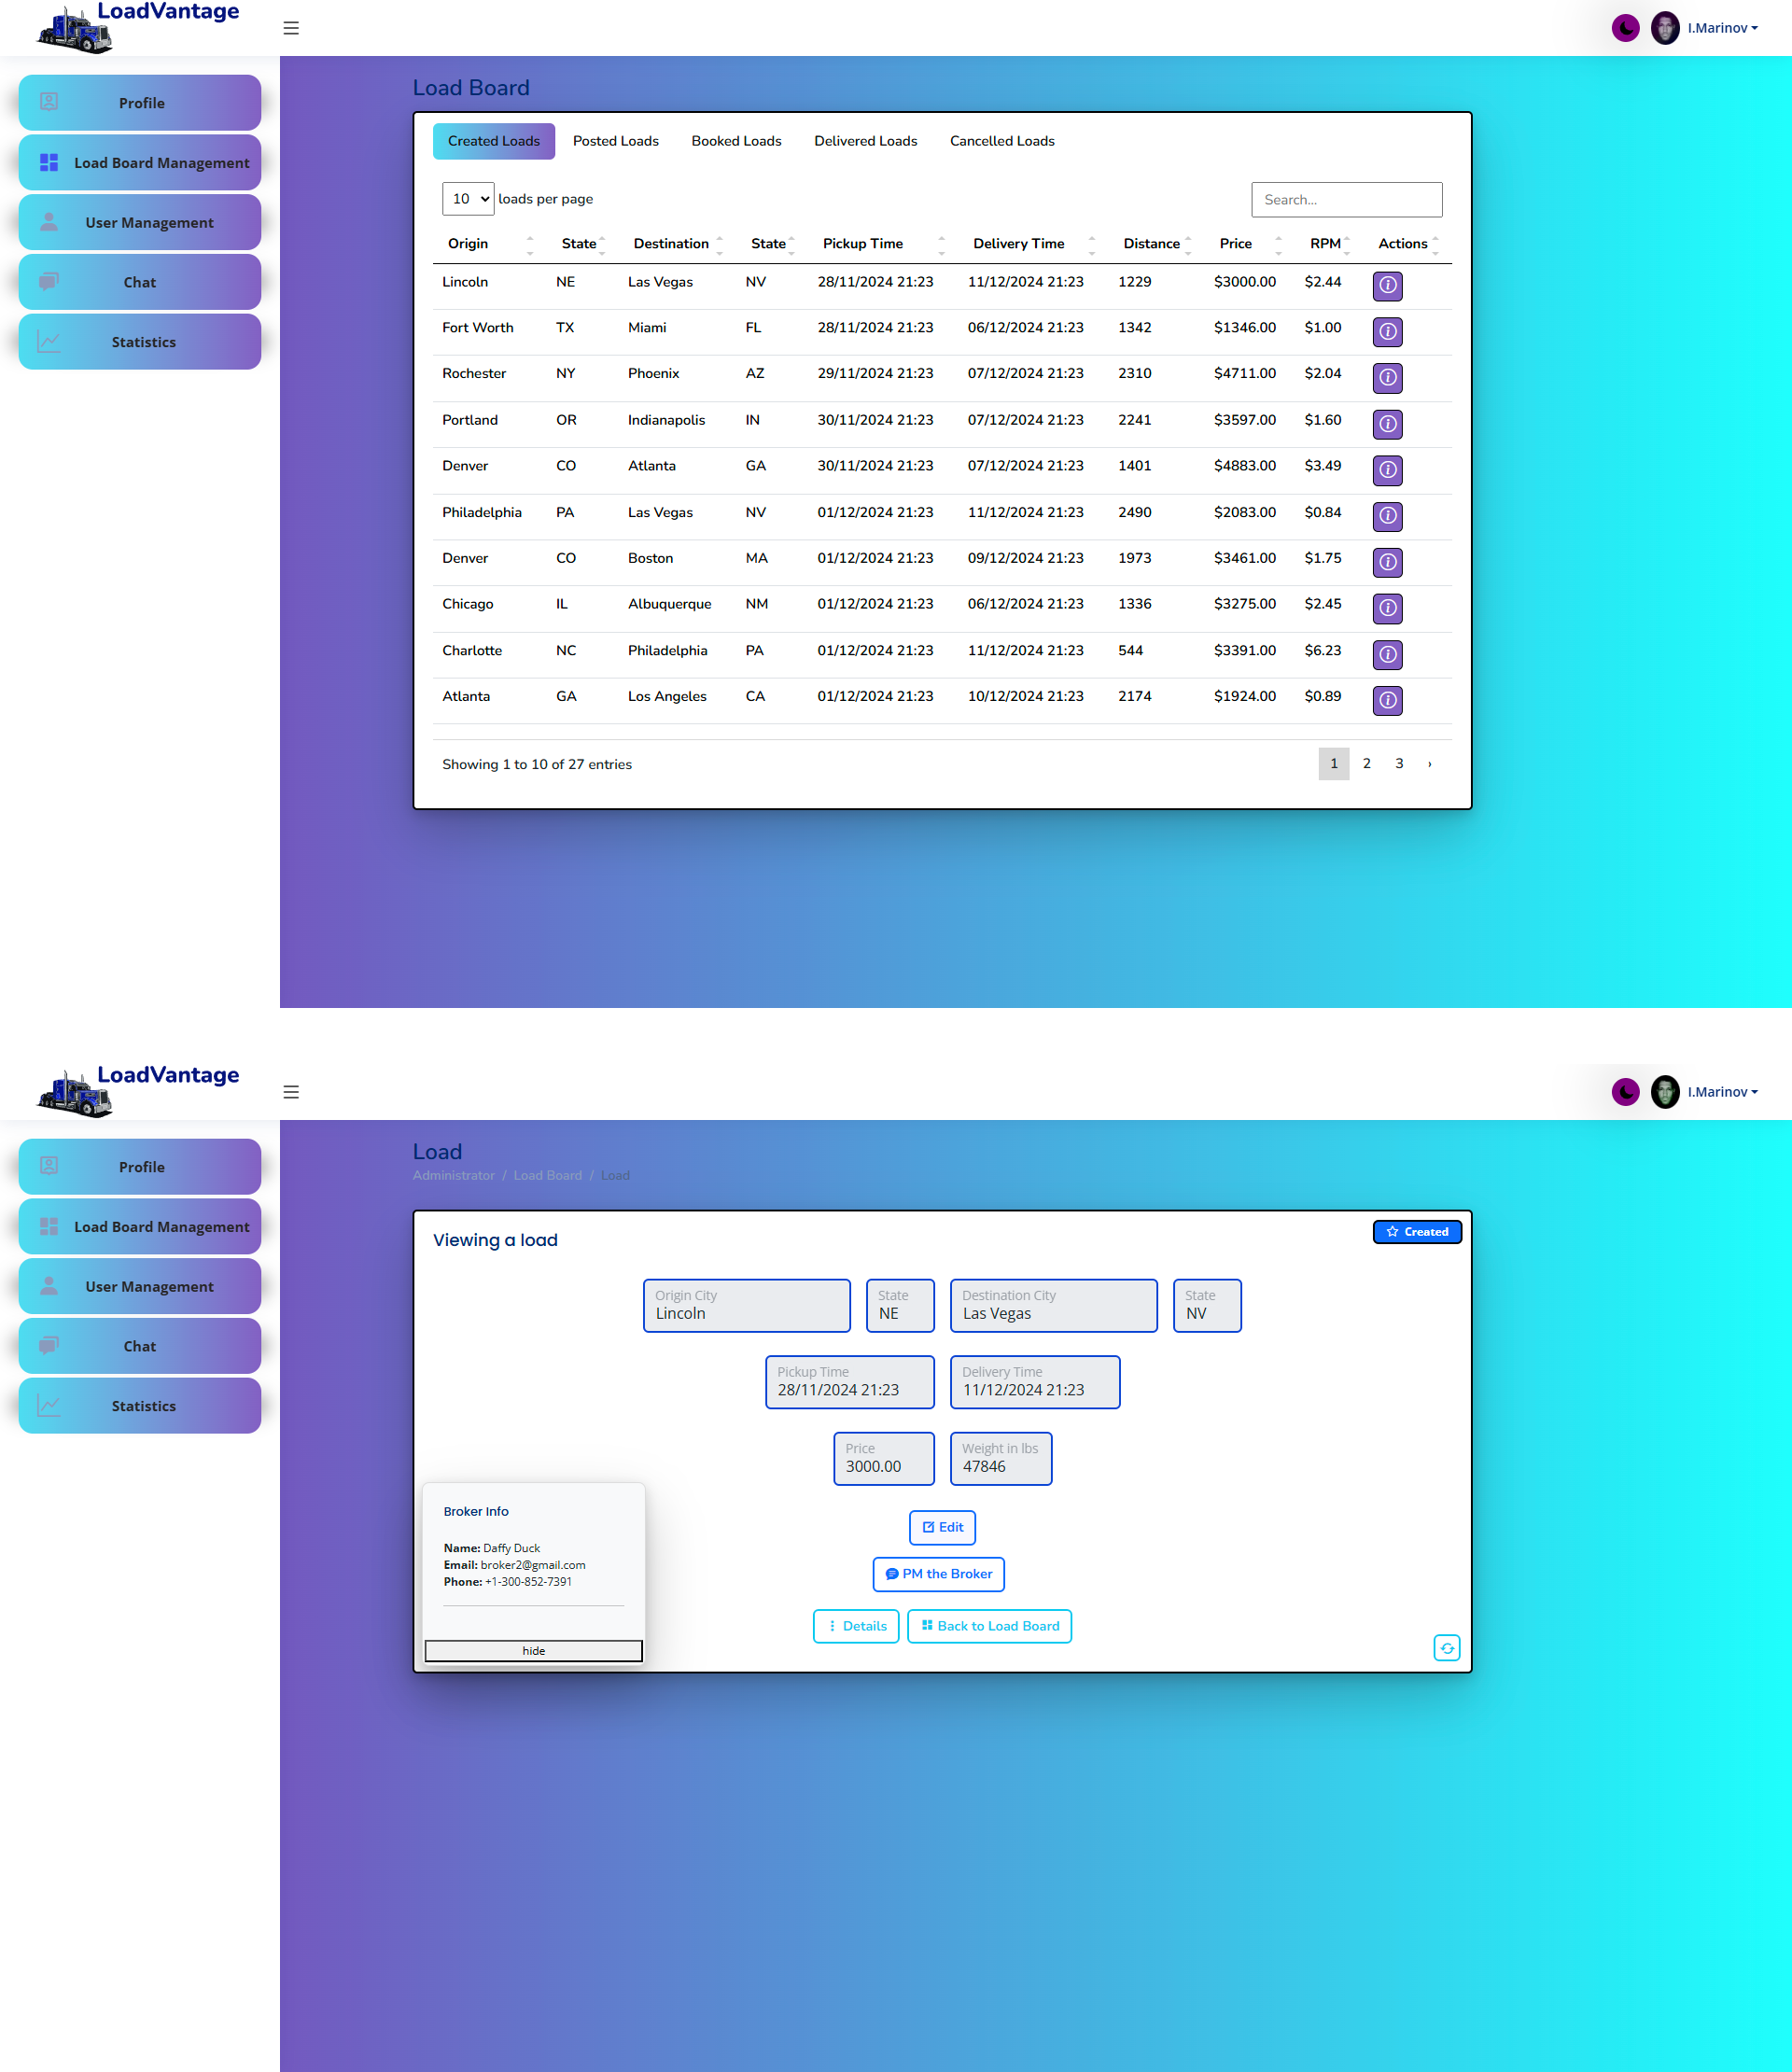 LoadVantage
I.Marinov
Profile
Load Board Management
User Management
Chat
Statistics
Load Board
Created Loads Posted Loads Booked Loads Delivered Loads Cancelled Loads
10 loads per page Search...
Origin State Destination State Pickup Time Delivery Time Distance Price RPM Actions
Lincoln NE Las Vegas NV 28/11/2024 21:23 11/12/2024 21:23 1229 $3000.00 $2.44
Fort Worth TX Miami FL 28/11/2024 21:23 06/12/2024 21:23 1342 $1346.00 $1.00
Rochester NY Phoenix AZ 29/11/2024 21:23 07/12/2024 21:23 2310 $4711.00 $2.04
Portland OR Indianapolis IN 30/11/2024 21:23 07/12/2024 21:23 2241 $3597.00 $1.60
Denver CO Atlanta GA 30/11/2024 21:23 07/12/2024 21:23 1401 $4883.00 $3.49
Philadelphia PA Las Vegas NV 01/12/2024 21:23 11/12/2024 21:23 2490 $2083.00 $0.84
Denver CO Boston MA 01/12/2024 21:23 09/12/2024 21:23 1973 $3461.00 $1.75
Chicago IL Albuquerque NM 01/12/2024 21:23 06/12/2024 21:23 1336 $3275.00 $2.45
Charlotte NC Philadelphia PA 01/12/2024 21:23 11/12/2024 21:23 544 $3391.00 $6.23
Atlanta GA Los Angeles CA 01/12/2024 21:23 10/12/2024 21:23 2174 $1924.00 $0.89
Showing 1 to 10 of 27 entries 1 2 3 ›
LoadVantage
I.Marinov
Profile
Load Board Management
User Management
Chat
Statistics
Load
Administrator / Load Board / Load
Viewing a load
Created
Origin City State Destination City State
Lincoln NE Las Vegas NV
Pickup Time Delivery Time
28/11/2024 21:23 11/12/2024 21:23
Price Weight in lbs
3000.00 47846
Edit
PM the Broker
Details Back to Load Board
Broker Info
Name: Daffy Duck
Email: broker2@gmail.com
Phone: +1-300-852-7391
hide